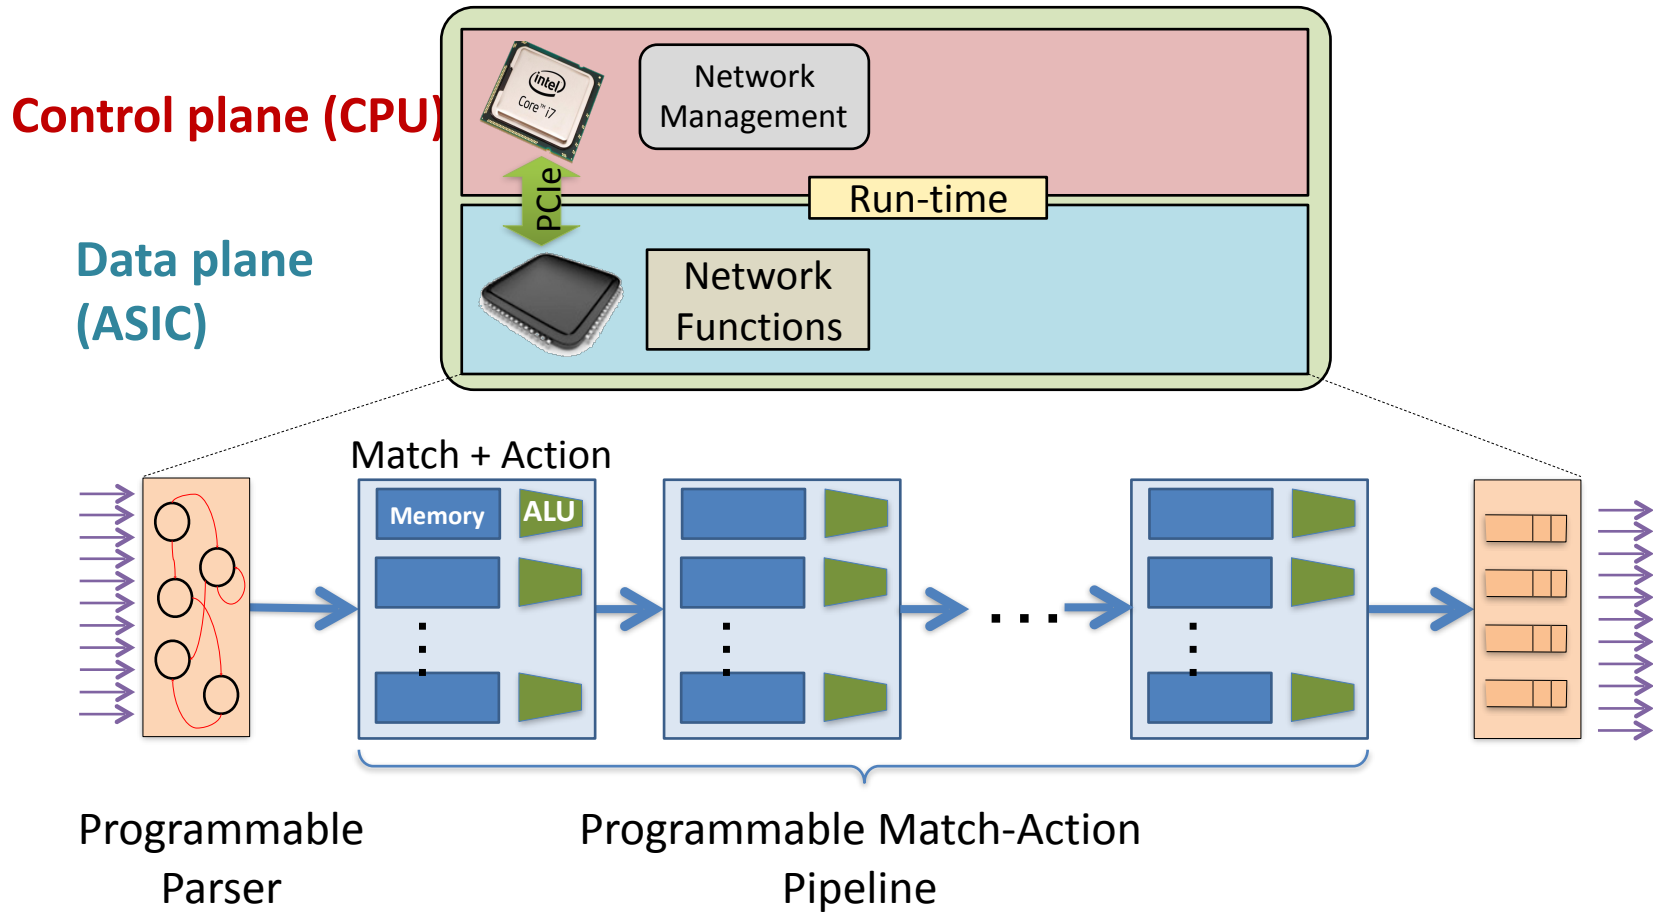 Control plane (CPU)
intel
Core™ i7
Network
Management
PCIe
Run-time
Data plane
(ASIC)
Network
Functions
Match + Action
Memory
ALU
. . .
Programmable
Parser
Programmable Match-Action
Pipeline